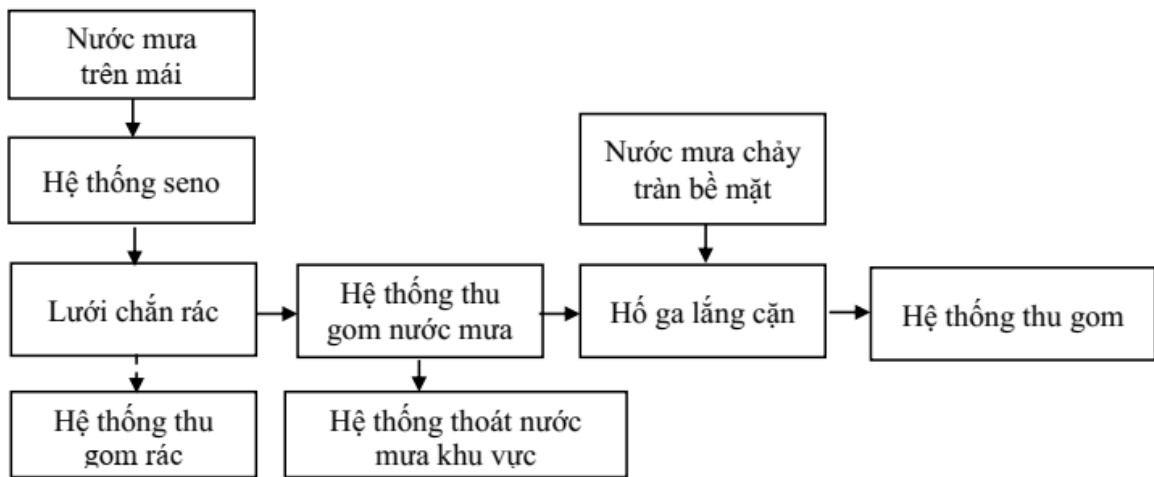 Nước mưa
trên mái
Hệ thống seno
Nước mưa chảy
tràn bề mặt
Lưới chắn rác
Hệ thống thu
gom nước mưa
Hố ga lắng cặn
Hệ thống thu gom
Hệ thống thu
gom rác
Hệ thống thoát nước
mưa khu vực